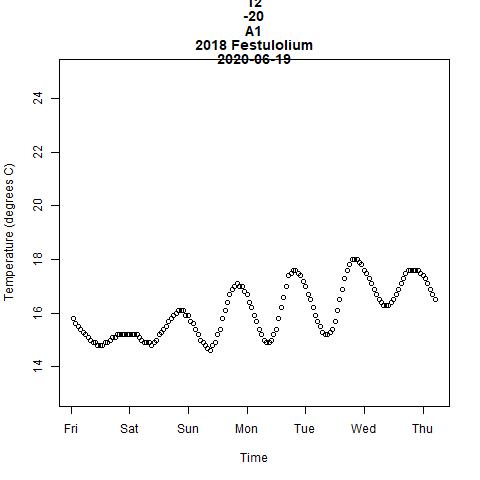 T2
-20
A1
2018 Festulolium
2020-06-19
Temperature (degrees C)
24
22
20
18
16
14
Fri Sat Sun Mon Tue Wed Thu
Time